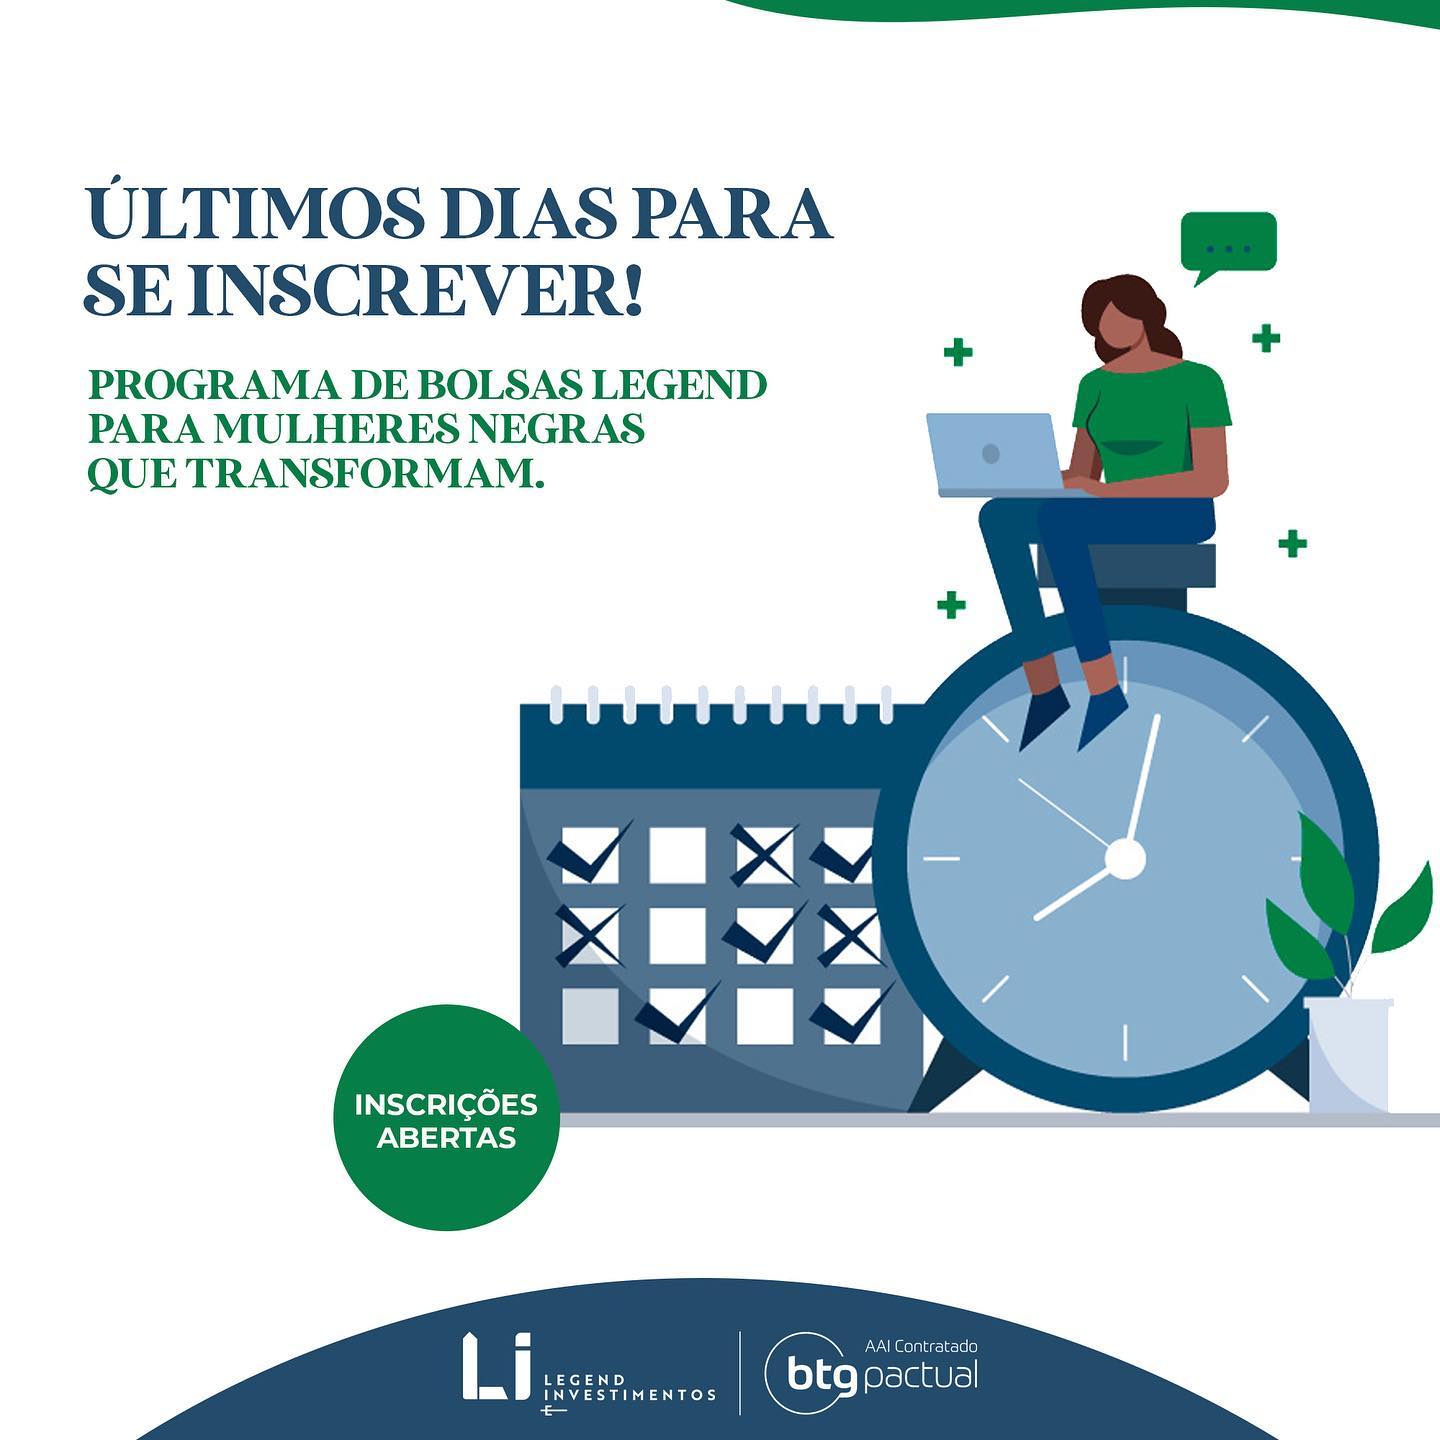 ÚLTIMOS DIAS PARA
SE INSCREVER!
PROGRAMA DE BOLSAS LEGEND
PARA MULHERES NEGRAS
QUE TRANSFORMAM.
INSCRIÇÕES
ABERTAS
Li LEGEND
INVESTIMENTOS
AAI Contratado
btg pactual